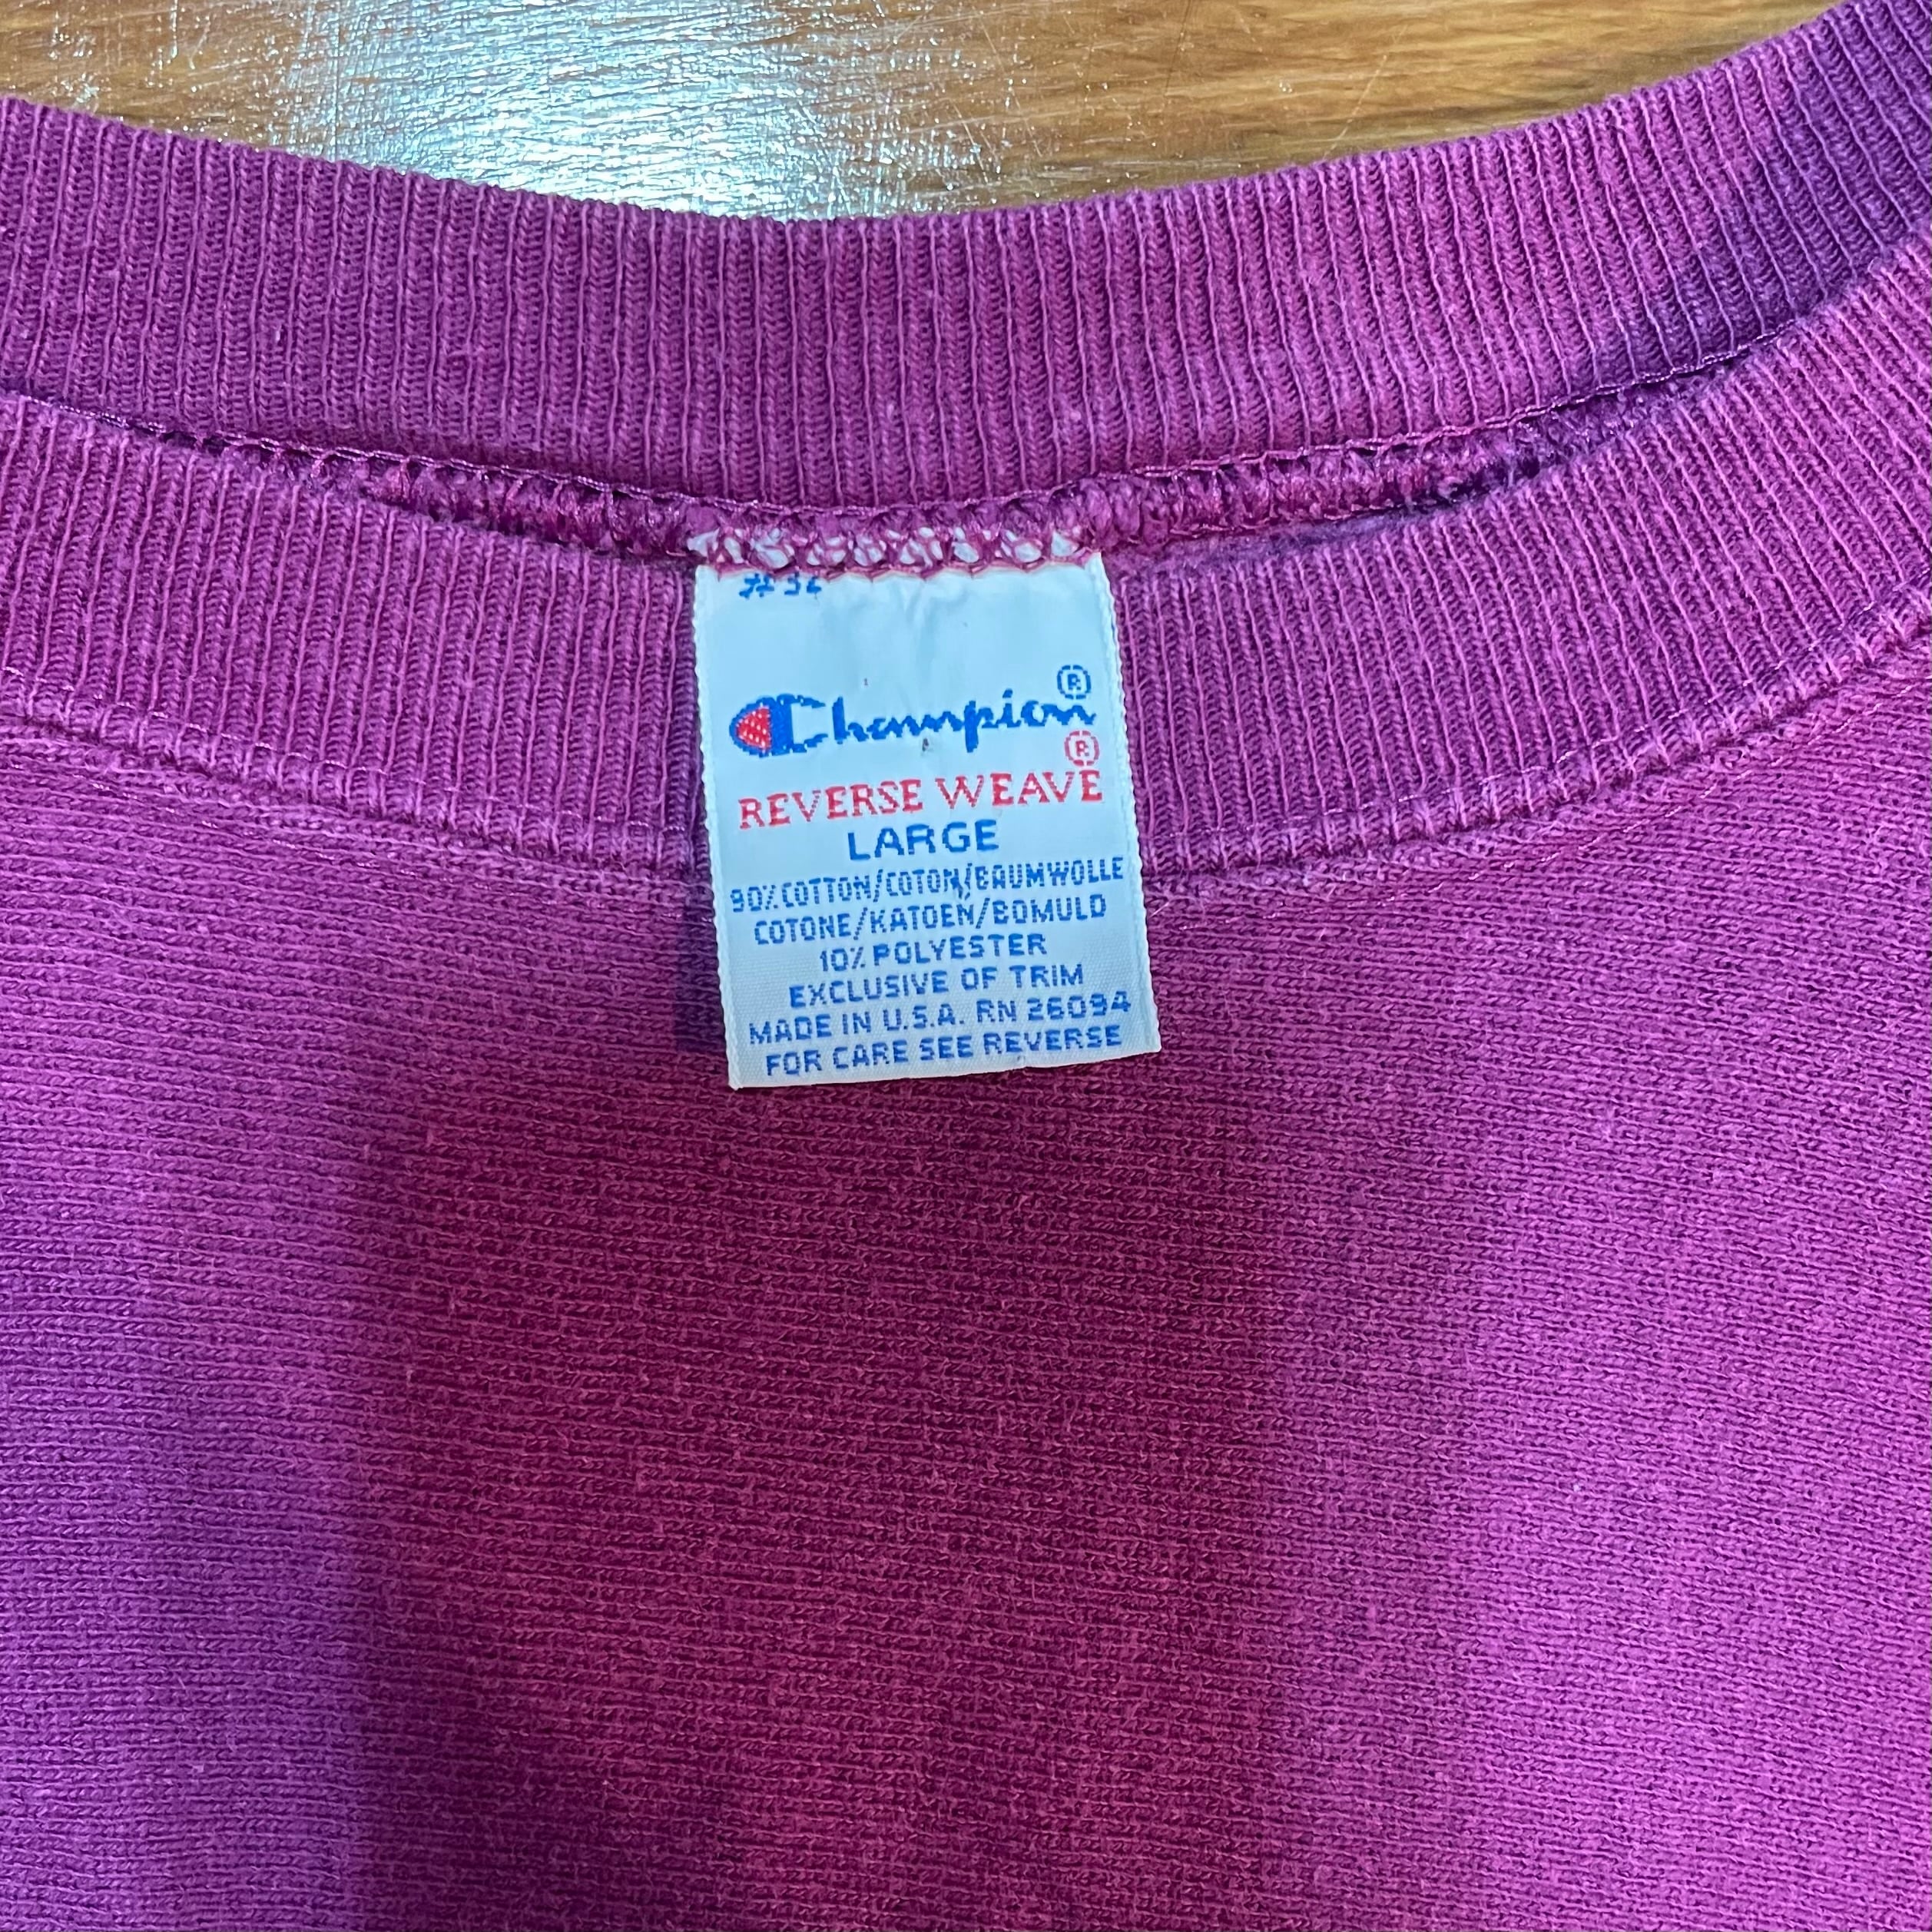 Champion®
®
REVERSE WEAVE
LARGE
90% COTTON/COTON/BAUMWOLLE
COTONE/KATOEN/BOMULD
10% POLYESTER
EXCLUSIVE OF TRIM
MADE IN U.S.A. RN 26094
FOR CARE SEE REVERSE